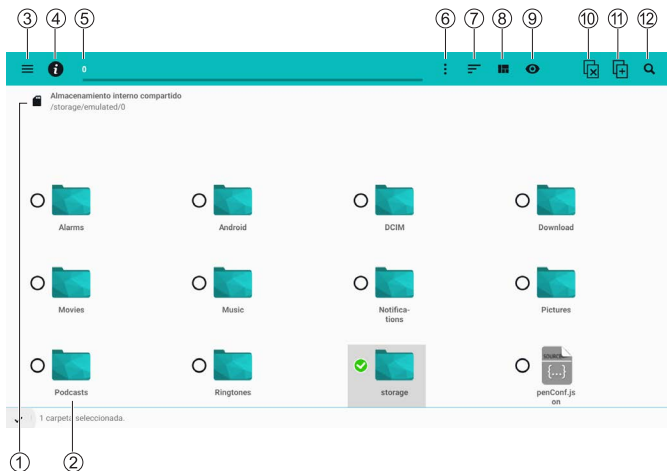 ③ ④ ⑤ ⑥ ⑦ ⑧ ⑨ ⑩ ⑪ ⑫
0
Almacenamiento interno compartido
/storage/emulated/0
Alarms Android DCIM Download
Movies Music Notifica-
tions Pictures
Podcasts Ringtones storage penConf.js
on
SOURCE
{...}
1 carpeta seleccionada.
① ②